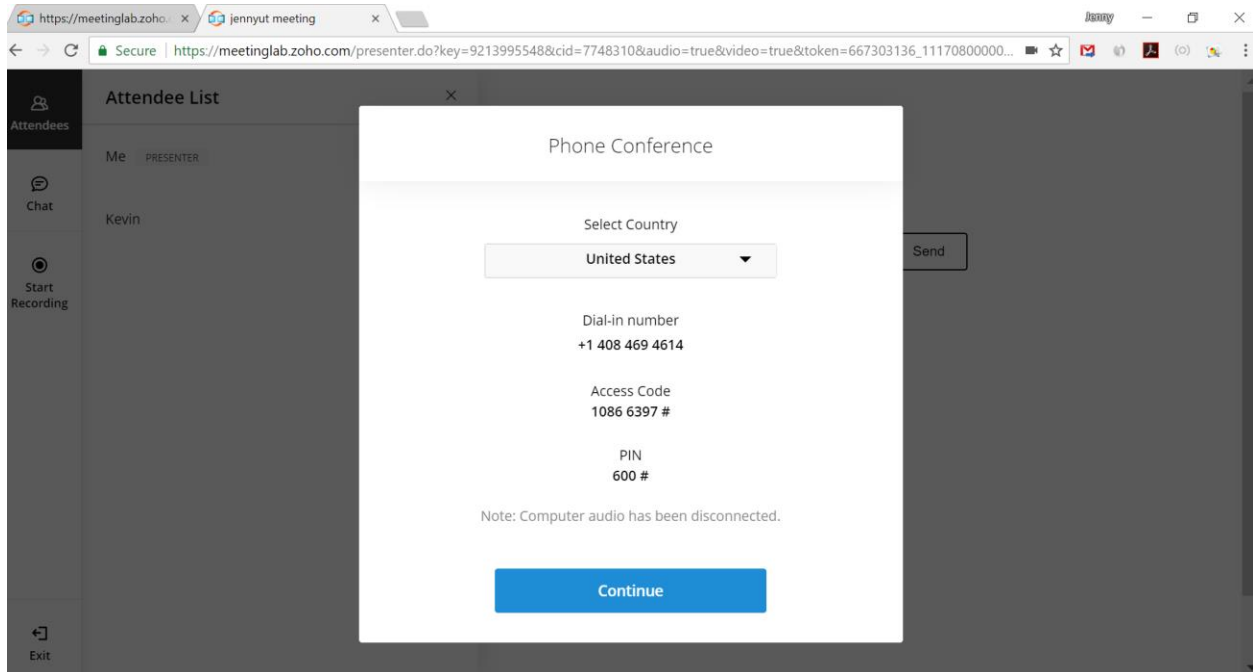 https://meetinglab.zoho.
jennyut meeting
Jenny
Secure
https://meetinglab.zoho.com/presenter.do?key=9213995548&cid=7748310&audio=true&video=true&token=667303136_11170800000...
Attendees
Chat
Start
Recording
Exit
Attendee List
Me PRESENTER
Kevin
Phone Conference
Select Country
United States
Dial-in number
+1 408 469 4614
Access Code
1086 6397 #
PIN
600 #
Note: Computer audio has been disconnected.
Continue
Send